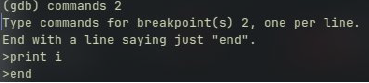 (gdb) commands 2
Type commands for breakpoint(s) 2, one per line.
End with a line saying just "end".
>print i
>end